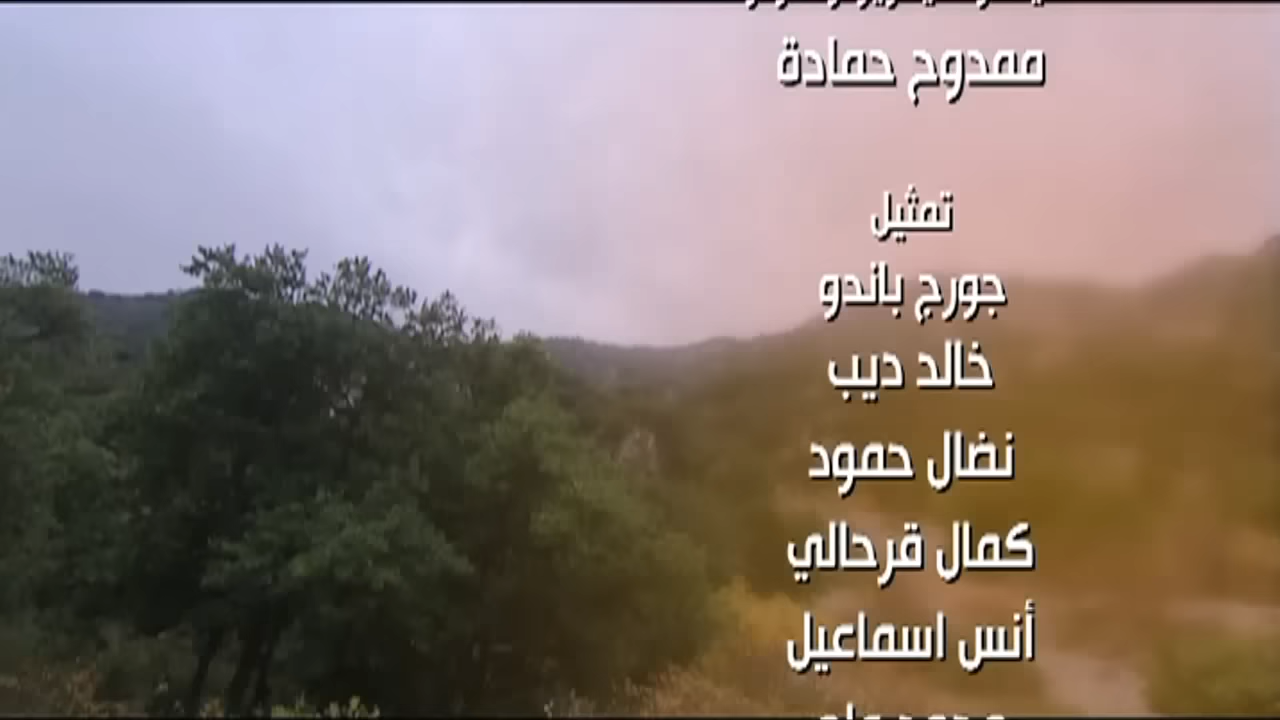 ممدوح حمادة
تمثيل
جورج باندو
خالد ديب
نضال حمود
كمال قرحالي
أنس اسماعيل